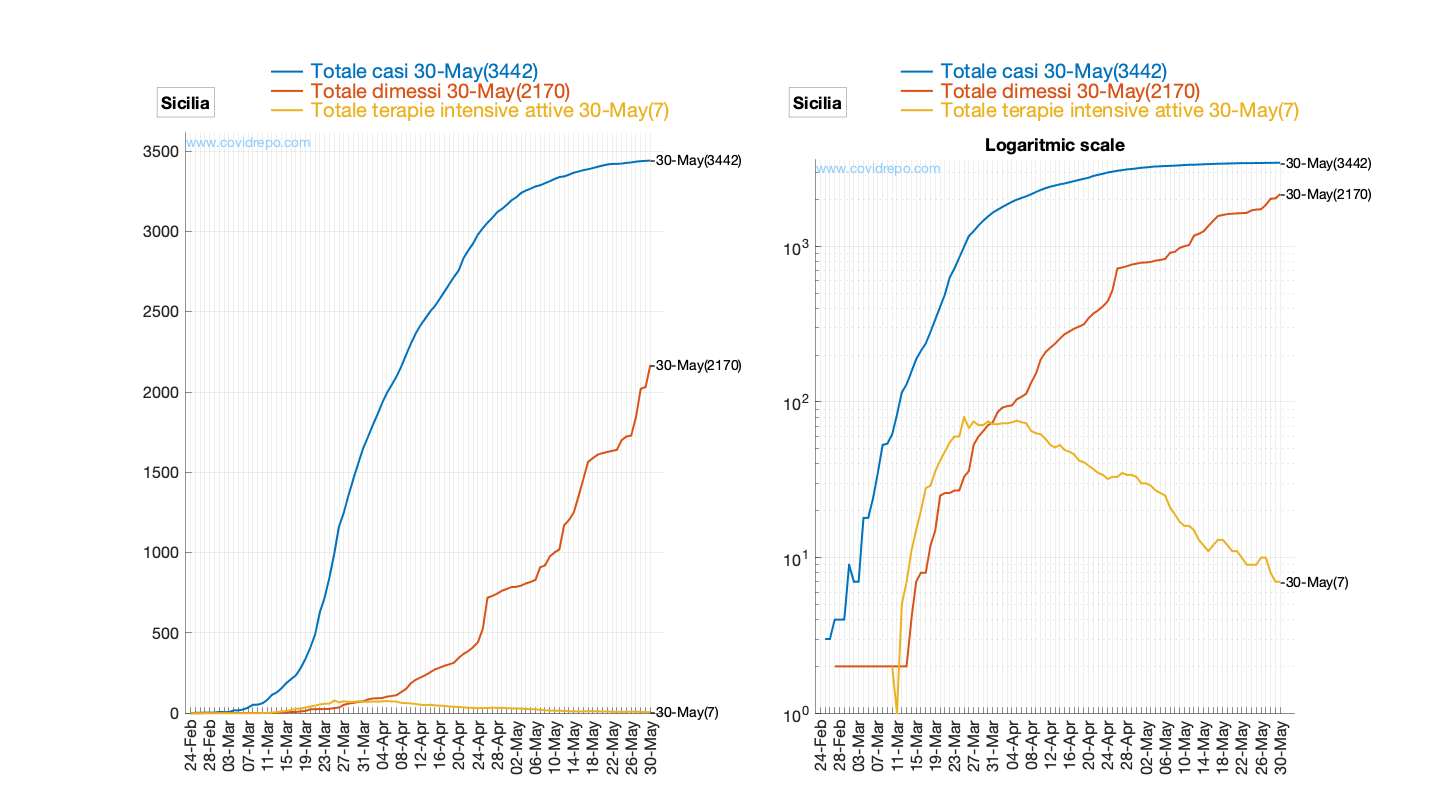 Totale casi 30-May(3442)
Totale dimessi 30-May(2170)
Totale terapie intensive attive 30-May(7)
Sicilia
www.covidrepo.com
3500
3000
2500
2000
1500
1000
500
0
30-May(3442)
30-May(2170)
30-May(7)
24-Feb
28-Feb
03-Mar
07-Mar
11-Mar
15-Mar
19-Mar
23-Mar
27-Mar
31-Mar
04-Apr
08-Apr
12-Apr
16-Apr
20-Apr
24-Apr
28-Apr
02-May
06-May
10-May
14-May
18-May
22-May
26-May
30-May
Totale casi 30-May(3442)
Totale dimessi 30-May(2170)
Totale terapie intensive attive 30-May(7)
Sicilia
Logaritmic scale
www.covidrepo.com
10³
10²
10¹
10⁰
30-May(3442)
30-May(2170)
30-May(7)
24-Feb
28-Feb
03-Mar
07-Mar
11-Mar
15-Mar
19-Mar
23-Mar
27-Mar
31-Mar
04-Apr
08-Apr
12-Apr
16-Apr
20-Apr
24-Apr
28-Apr
02-May
06-May
10-May
14-May
18-May
22-May
26-May
30-May